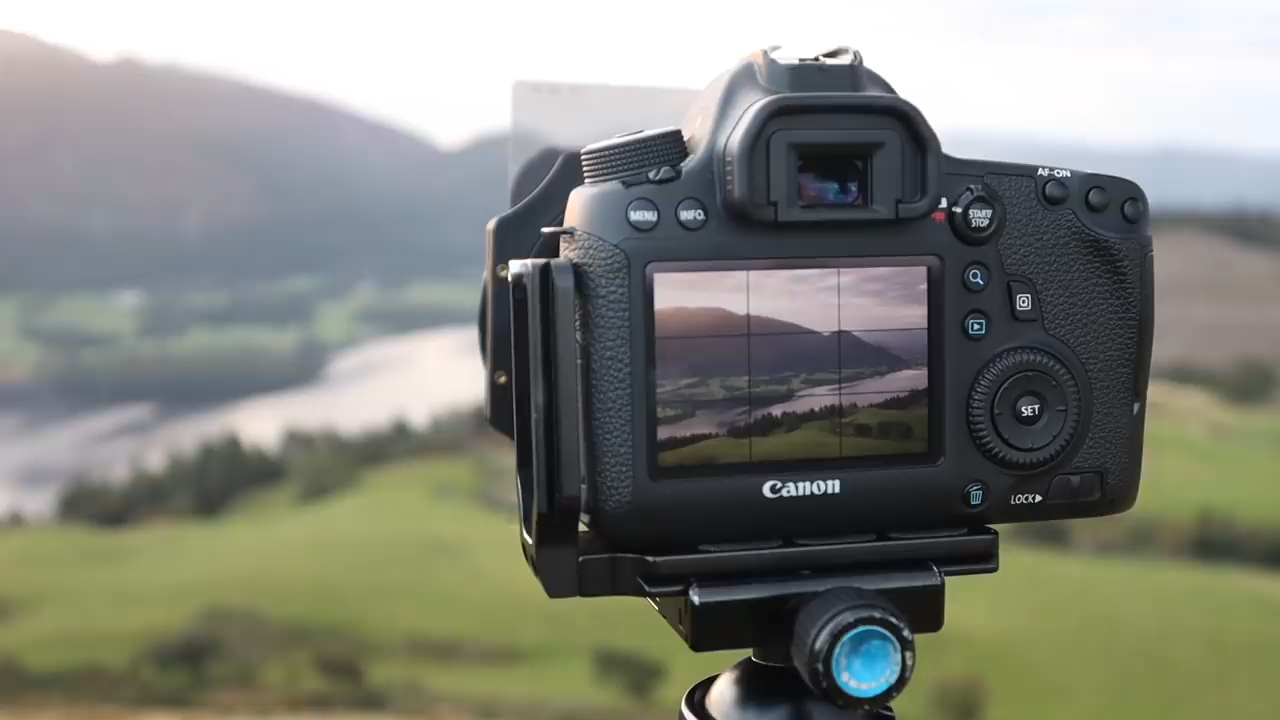 AF-ON
MENU
INFO.
START/
STOP
Q
SET
Canon
LOCK